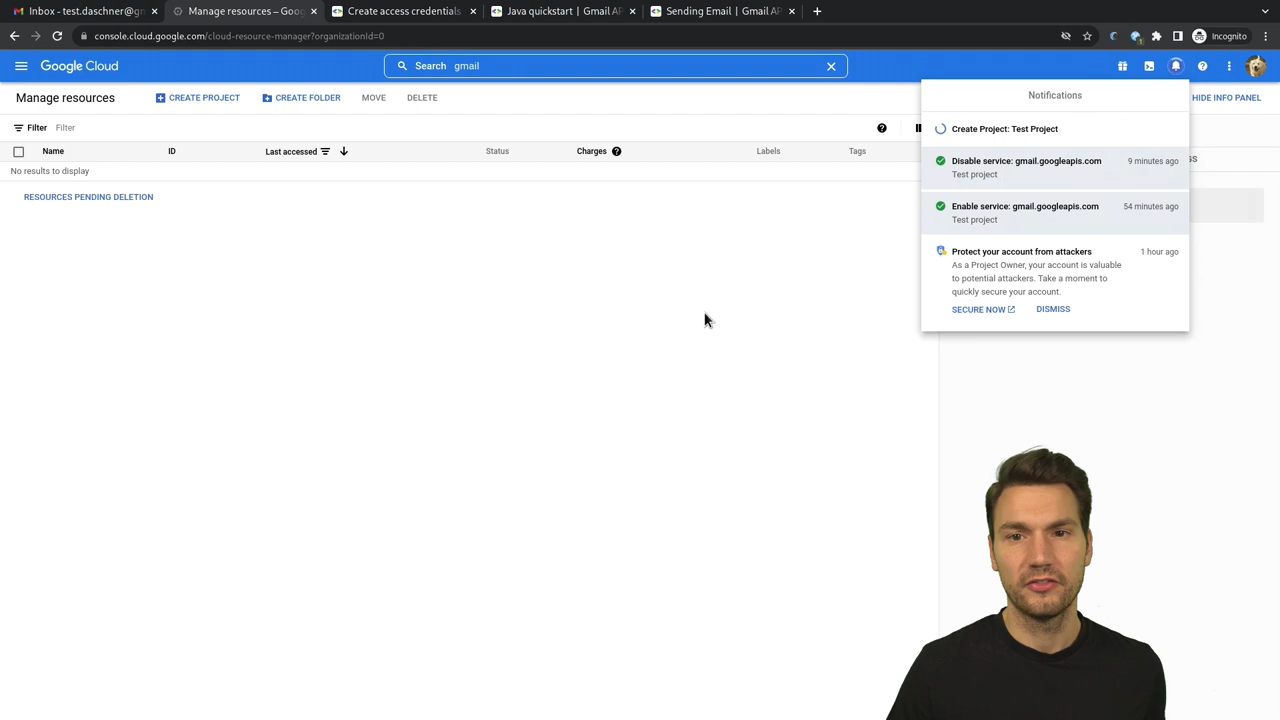 Inbox - test.daschner@gn
Manage resources – Goog
Create access credentials
Java quickstart | Gmail AP
Sending Email | Gmail AP
console.cloud.google.com/cloud-resource-manager?organizationId=0
Incognito
Google Cloud
Search gmail
Manage resources
CREATE PROJECT
CREATE FOLDER
MOVE
DELETE
HIDE INFO PANEL
Notifications
Filter Filter
Create Project: Test Project
Name ID Last accessed Status Charges Labels Tags
No results to display
RESOURCES PENDING DELETION
Disable service: gmail.googleapis.com 9 minutes ago
Test project
Enable service: gmail.googleapis.com 54 minutes ago
Test project
Protect your account from attackers 1 hour ago
As a Project Owner, your account is valuable
to potential attackers. Take a moment to
quickly secure your account.
SECURE NOW DISMISS